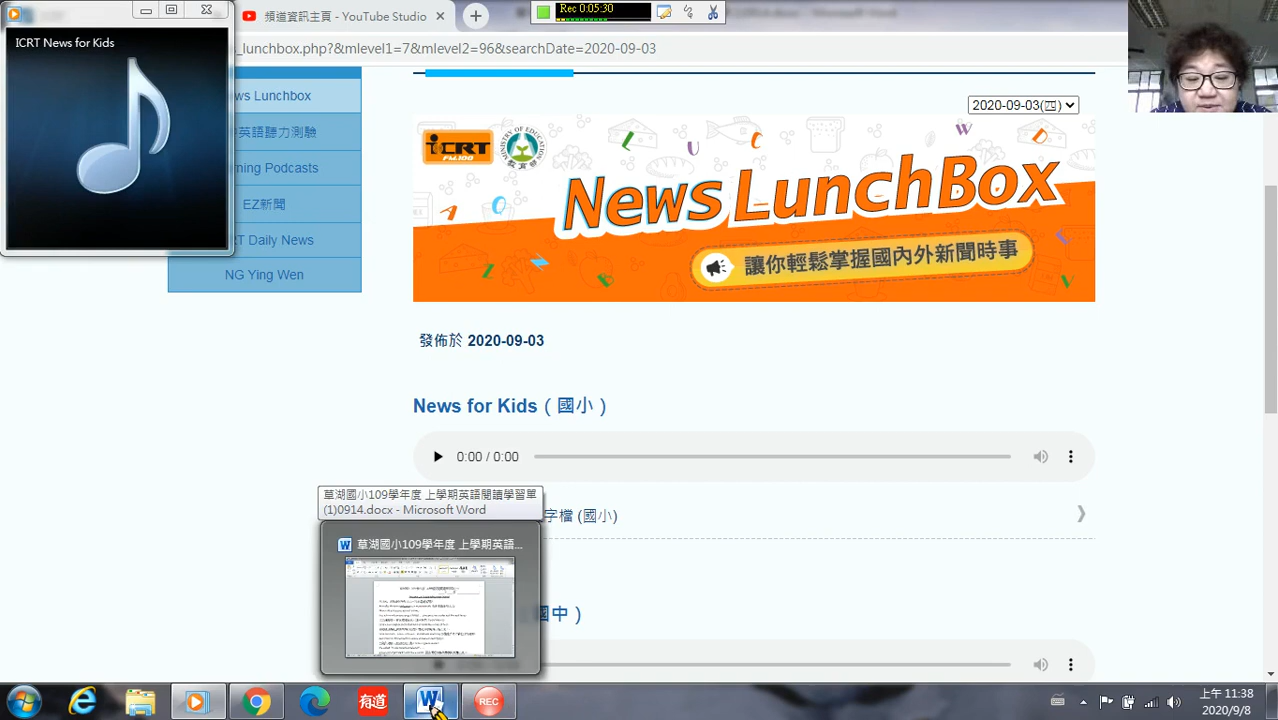 ICRT News for Kids
頻道資訊主頁 - YouTube Studio
Rec 0:05:30
_lunchbox.php?&mlevel1=7&mlevel2=96&searchDate=2020-09-03
ws Lunchbox
英語聽力測驗
rning Podcasts
EZ新聞
RT Daily News
NG Ying Wen
2020-09-03(四)
iCRT
FM100
MINISTRY OF EDUCATION
News LunchBox
讓你輕鬆掌握國內外新聞時事
發佈於 2020-09-03
News for Kids（國小）
0:00 / 0:00
草湖國小109學年度 上學期英語閱讀學習單
(1)0914.docx - Microsoft Word
字檔 (國小)
草湖國小109學年度 上學期英語...
國中）
有道
W
REC
上午 11:38
2020/9/8